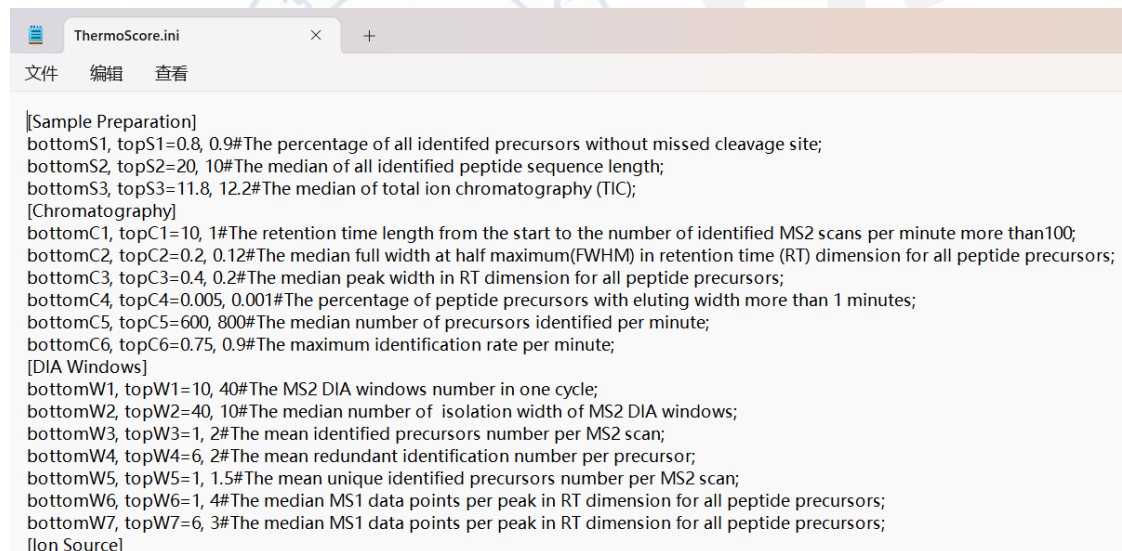 ThermoScore.ini
文件 编辑 查看
[Sample Preparation]
bottomS1, topS1=0.8, 0.9#The percentage of all identifed precursors without missed cleavage site;
bottomS2, topS2=20, 10#The median of all identified peptide sequence length;
bottomS3, topS3=11.8, 12.2#The median of total ion chromatography (TIC);
[Chromatography]
bottomC1, topC1=10, 1#The retention time length from the start to the number of identified MS2 scans per minute more than100;
bottomC2, topC2=0.2, 0.12#The median full width at half maximum(FWHM) in retention time (RT) dimension for all peptide precursors;
bottomC3, topC3=0.4, 0.2#The median peak width in RT dimension for all peptide precursors;
bottomC4, topC4=0.005, 0.001#The percentage of peptide precursors with eluting width more than 1 minutes;
bottomC5, topC5=600, 800#The median number of precursors identified per minute;
bottomC6, topC6=0.75, 0.9#The maximum identification rate per minute;
[DIA Windows]
bottomW1, topW1=10, 40#The MS2 DIA windows number in one cycle;
bottomW2, topW2=40, 10#The median number of  isolation width of MS2 DIA windows;
bottomW3, topW3=1, 2#The mean identified precursors number per MS2 scan;
bottomW4, topW4=6, 2#The mean redundant identification number per precursor;
bottomW5, topW5=1, 1.5#The mean unique identified precursors number per MS2 scan;
bottomW6, topW6=1, 4#The median MS1 data points per peak in RT dimension for all peptide precursors;
bottomW7, topW7=6, 3#The median MS1 data points per peak in RT dimension for all peptide precursors;
[Ion Source]